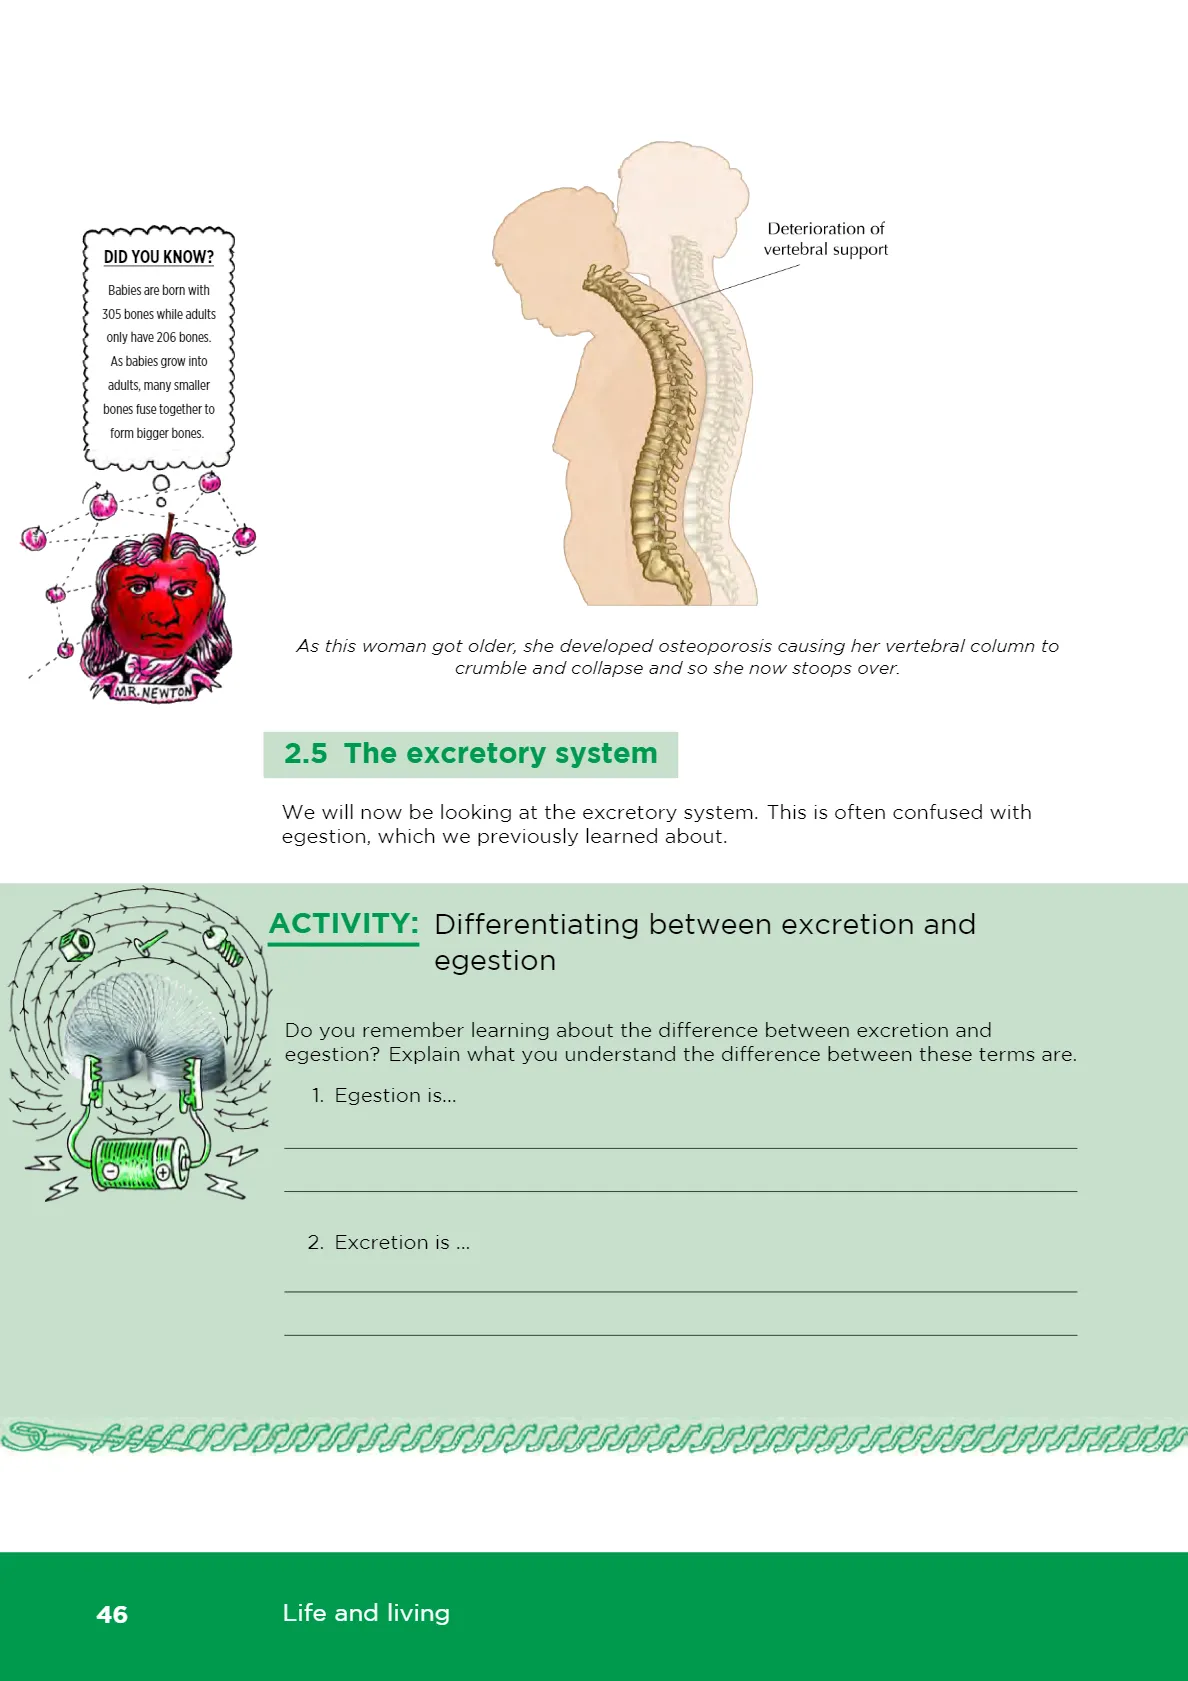 Deterioration of
vertebral support
DID YOU KNOW?
Babies are born with
305 bones while adults
only have 206 bones.
As babies grow into
adults, many smaller
bones fuse together to
form bigger bones.
MR. NEWTON
As this woman got older, she developed osteoporosis causing her vertebral column to
crumble and collapse and so she now stoops over.
2.5 The excretory system
We will now be looking at the excretory system. This is often confused with
egestion, which we previously learned about.
ACTIVITY: Differentiating between excretion and
egestion
Do you remember learning about the difference between excretion and
egestion? Explain what you understand the difference between these terms are.
1. Egestion is...
2. Excretion is ...
46 Life and living